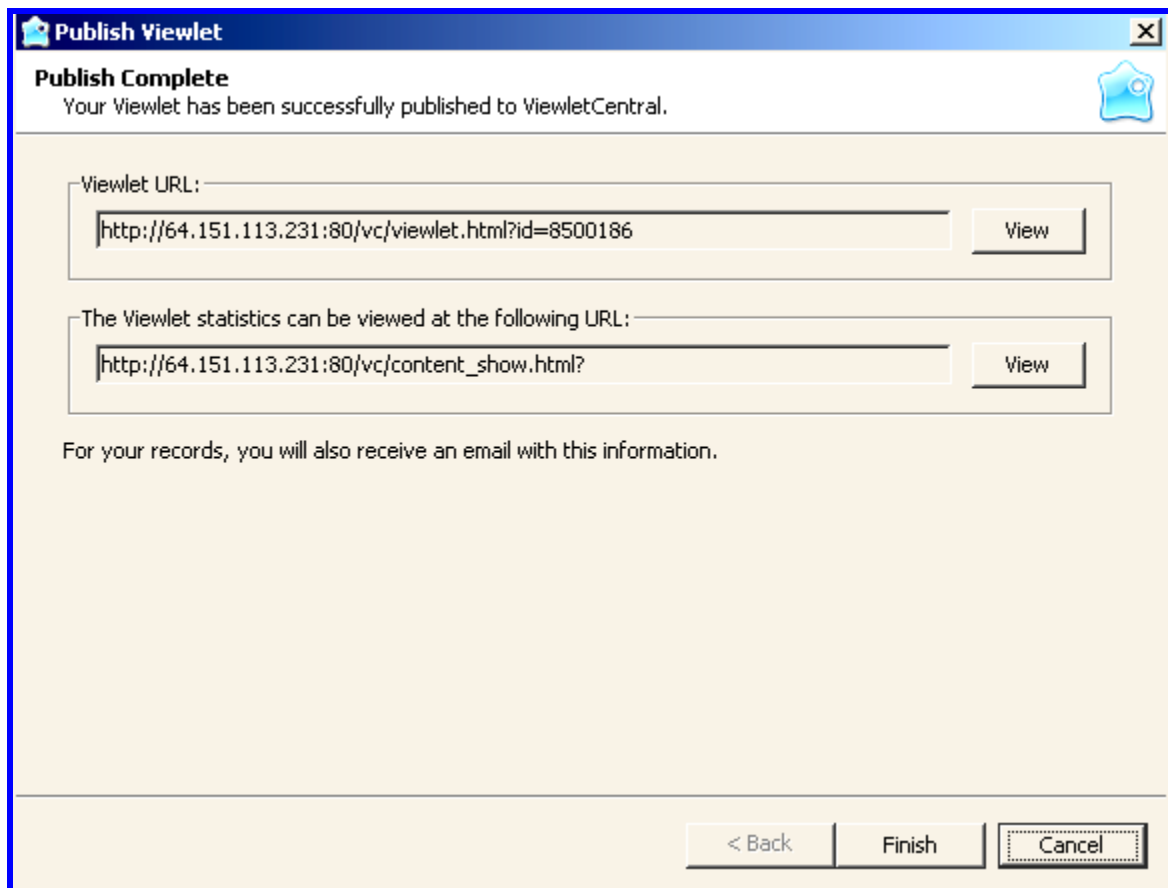 Publish Viewlet
Publish Complete
Your Viewlet has been successfully published to ViewletCentral.
Viewlet URL:
http://64.151.113.231:80/vc/viewlet.html?id=8500186
View
The Viewlet statistics can be viewed at the following URL:
http://64.151.113.231:80/vc/content_show.html?
View
For your records, you will also receive an email with this information.
< Back
Finish
Cancel